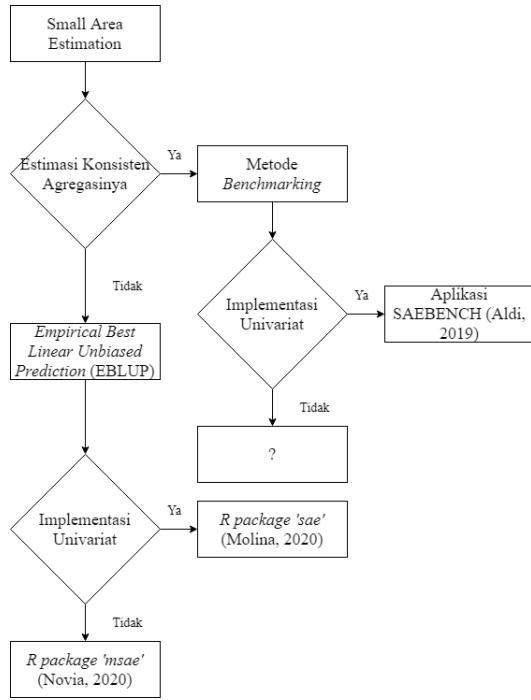 Small Area
Estimation
Estimasi Konsisten
Agregasinya
Ya
Metode
Benchmarking
Tidak
Implementasi
Univariat
Ya
Aplikasi
SAEBENCH (Aldi,
2019)
Empirical Best
Linear Unbiased
Prediction (EBLUP)
Tidak
?
Implementasi
Univariat
Ya
R package 'sae'
(Molina, 2020)
Tidak
R package 'msae'
(Novia, 2020)